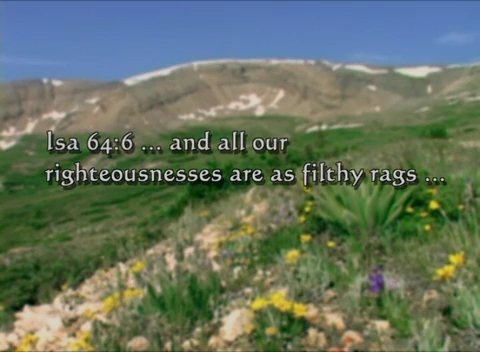 Isa 64:6 ... and all our
righteousnesses are as filthy rags ...